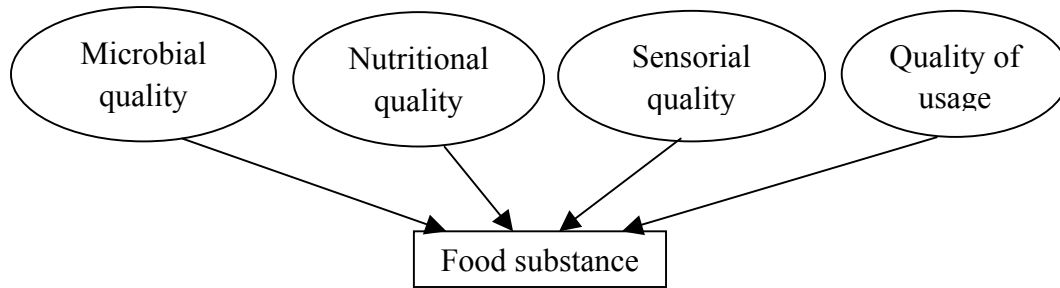 Microbial
quality
Nutritional
quality
Sensorial
quality
Quality of
usage
Food substance